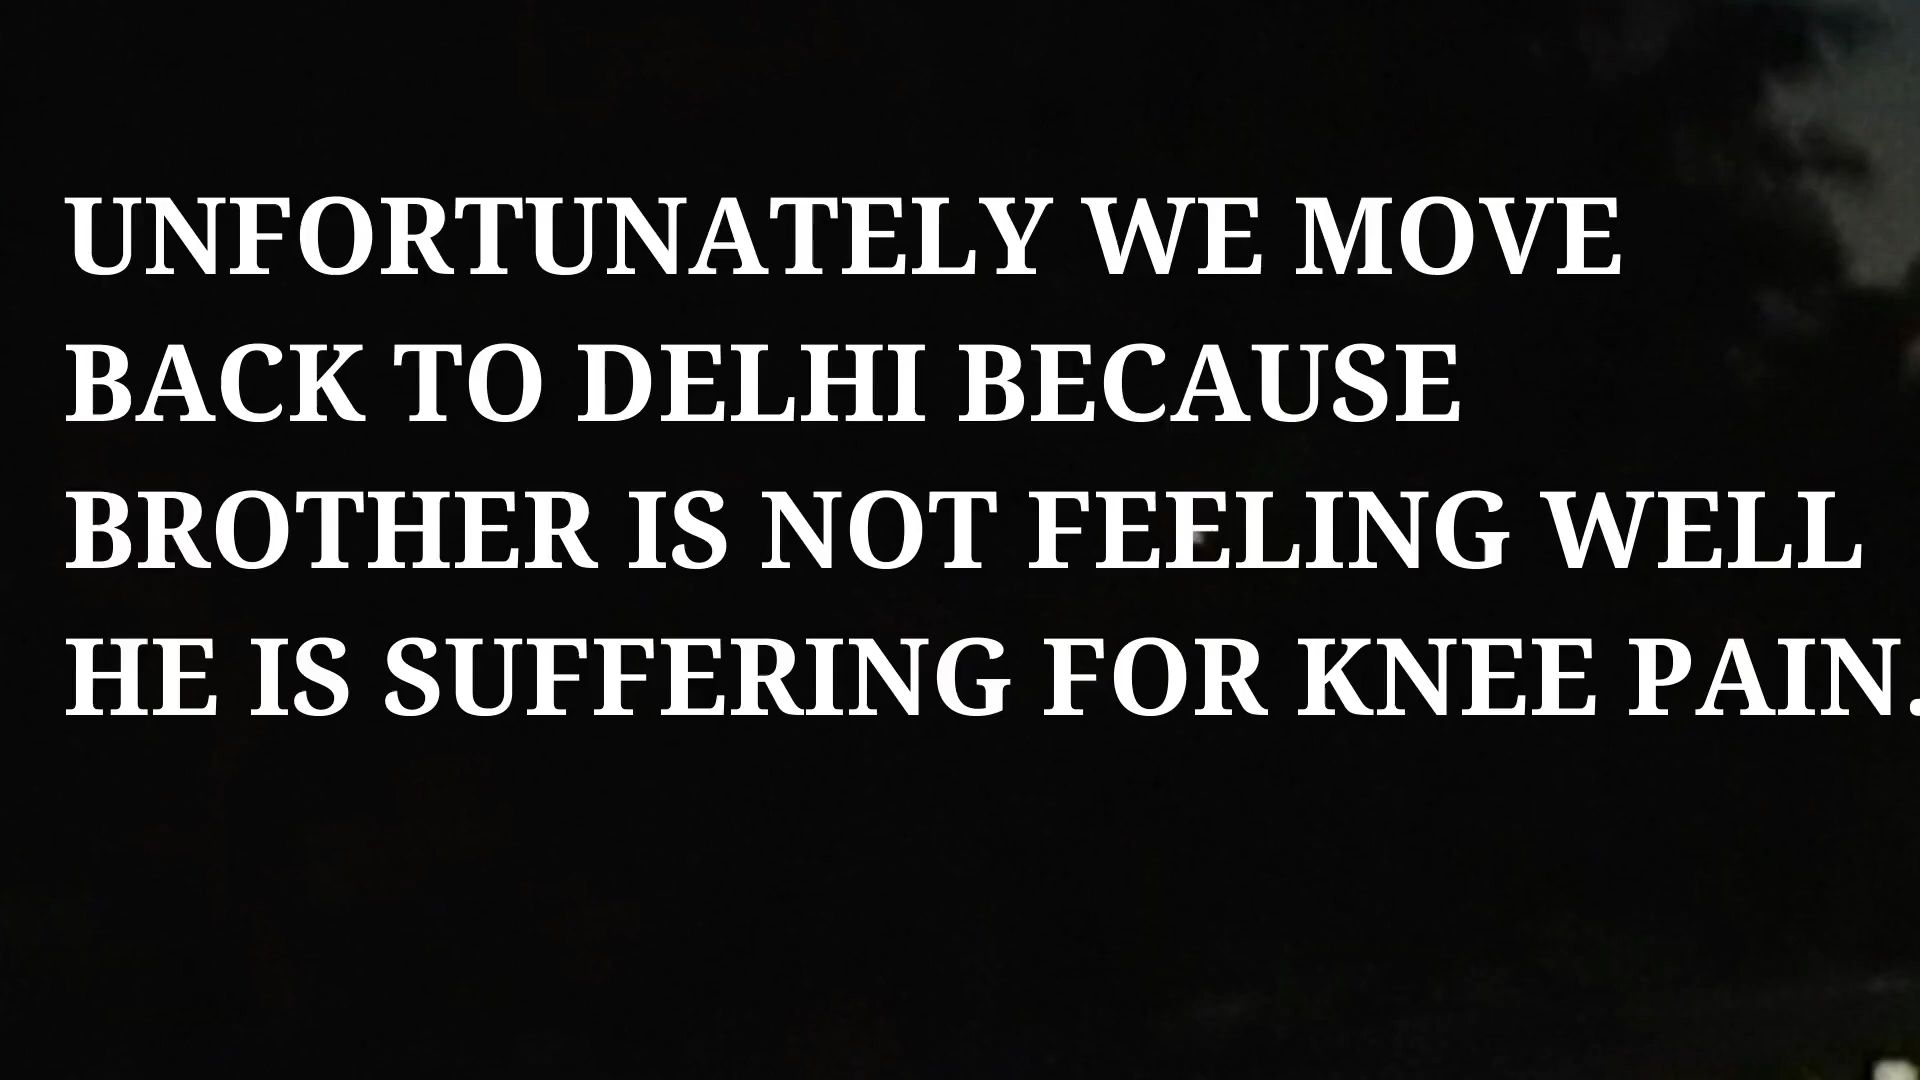 UNFORTUNATELY WE MOVE
BACK TO DELHI BECAUSE
BROTHER IS NOT FEELING WELL
HE IS SUFFERING FOR KNEE PAIN.